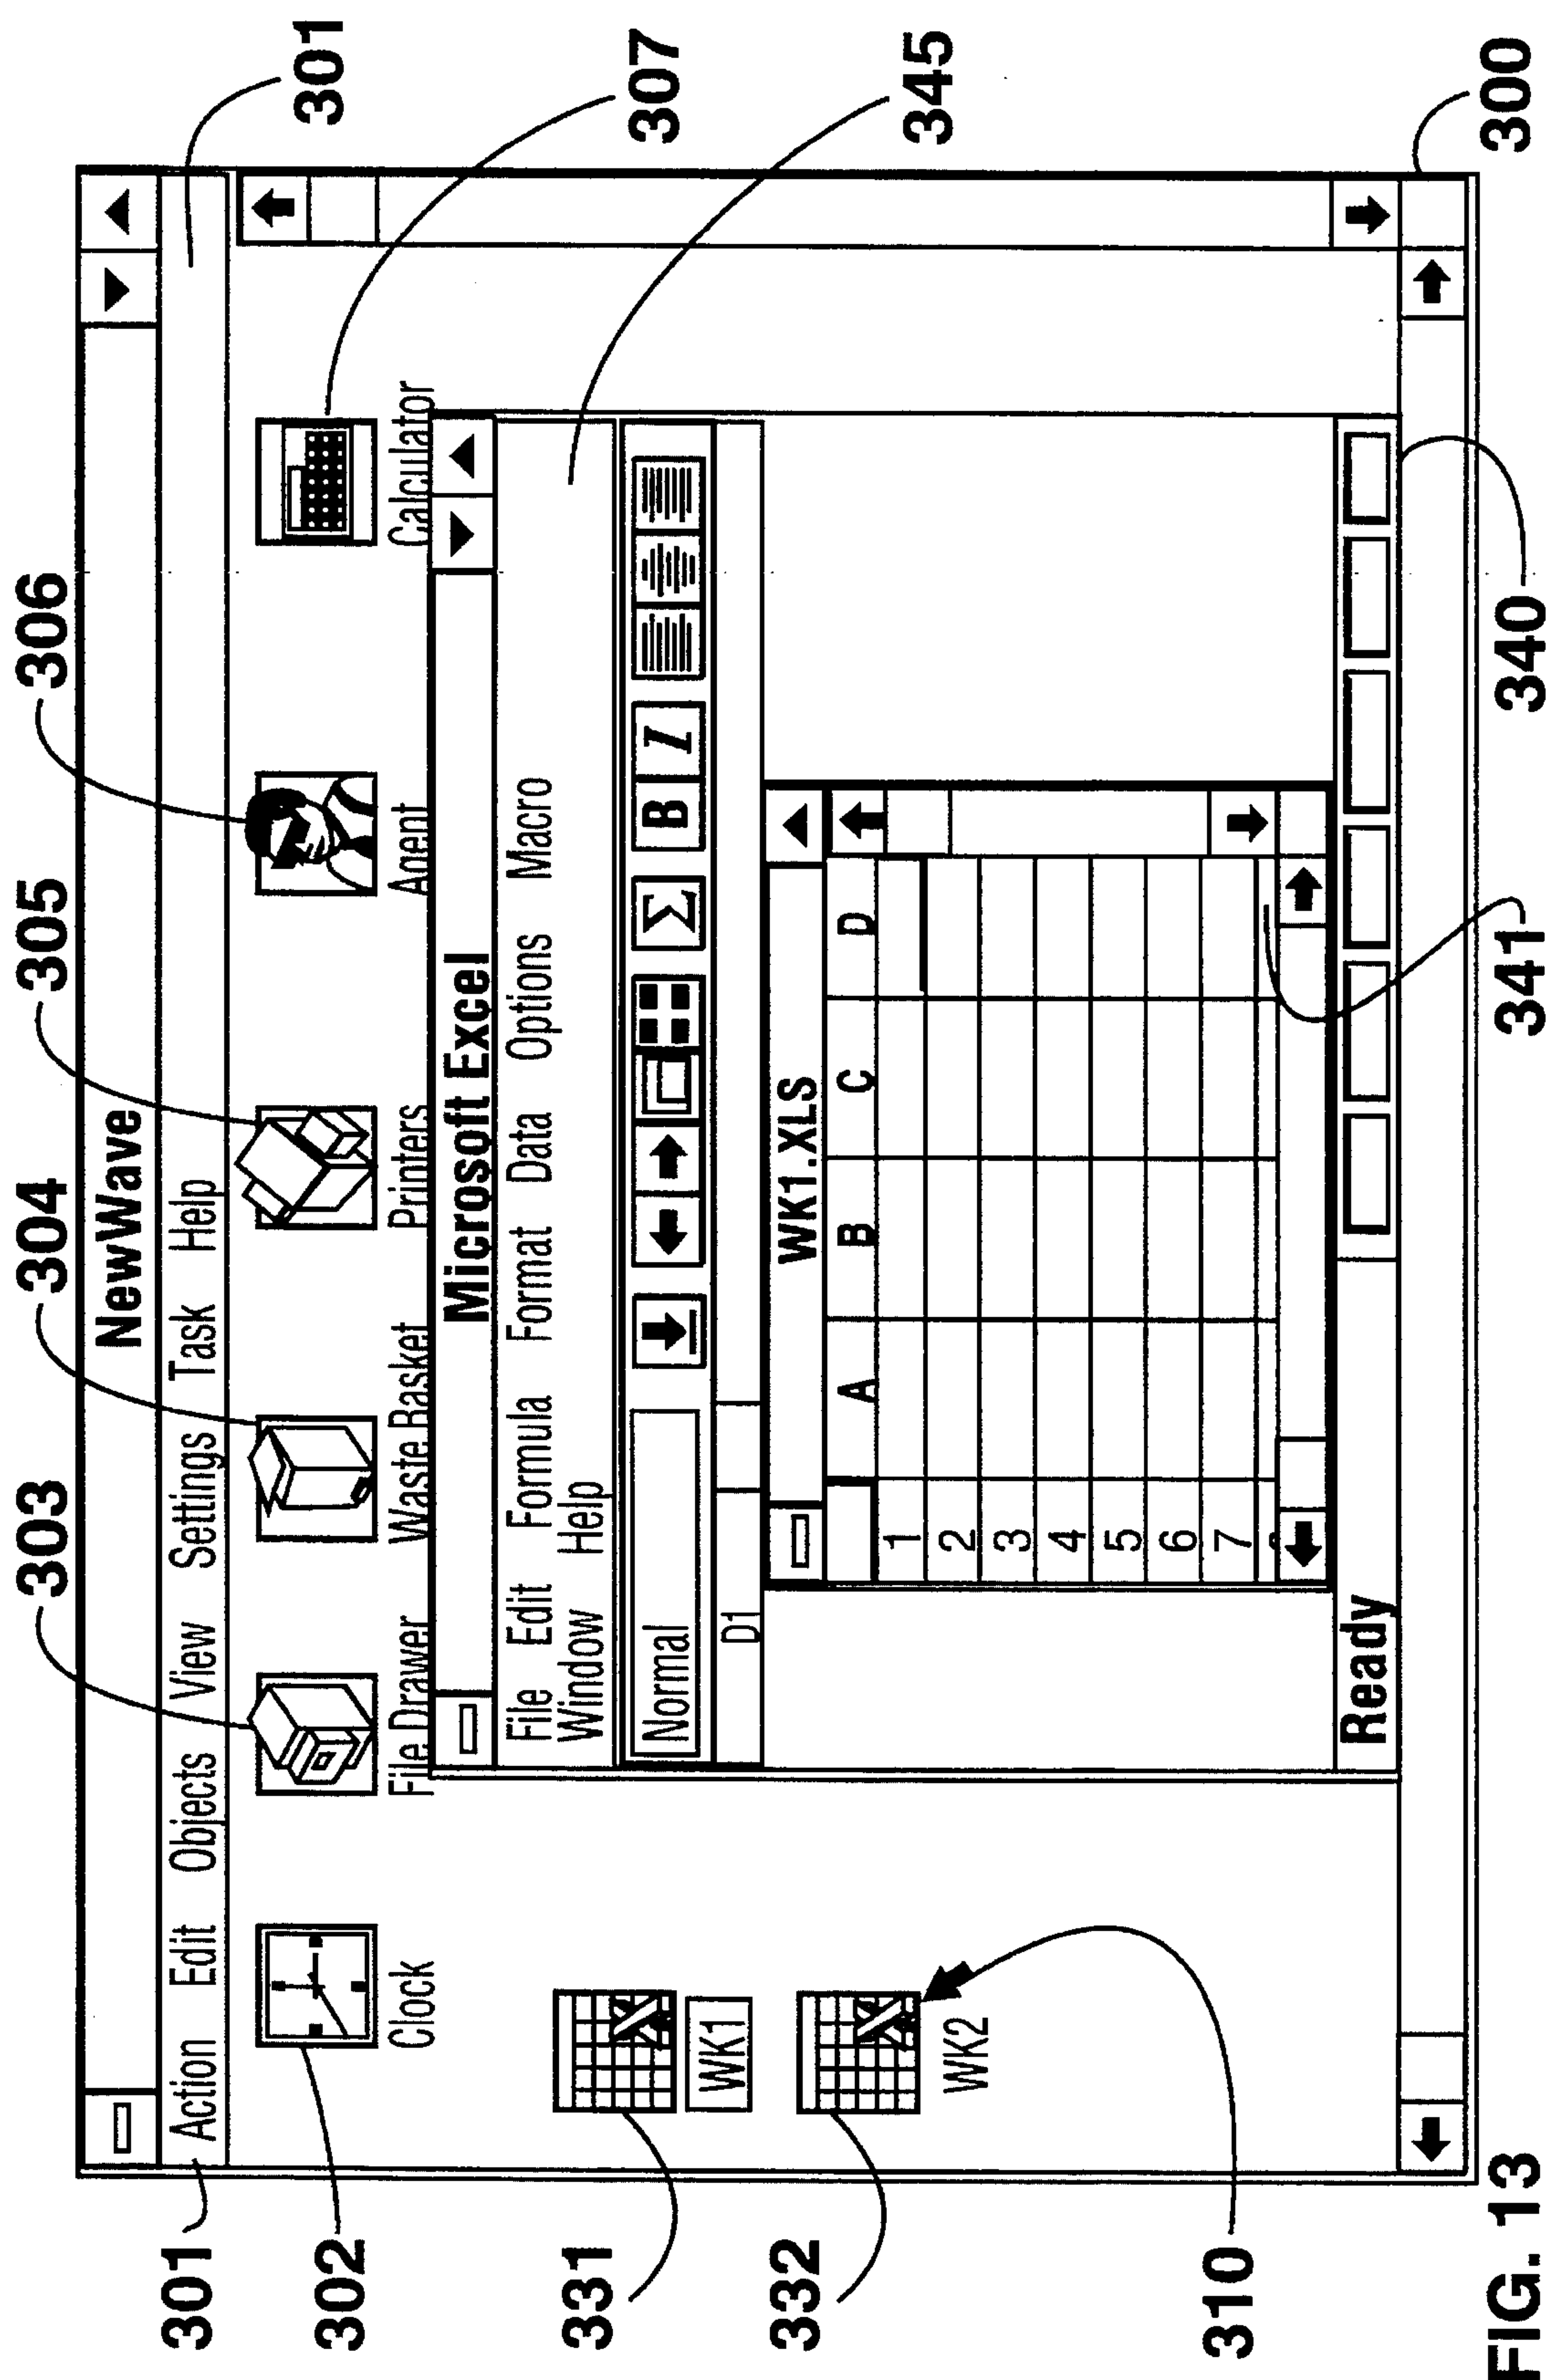 303 304 305 306
NewWave
301 Action Edit Objects View Settings Task Help 301
302
Clock File Drawer Waste Basket Printers Agent Calculator
307
Microsoft Excel
File Edit Formula Format Data Options Macro
Window Help
331
WK1
Normal Σ B I
345
D1
332
WK1.XLS
A B C D
1
2
3
4
5
6
7
WK2
310
Ready
300
340
341
FIG. 13